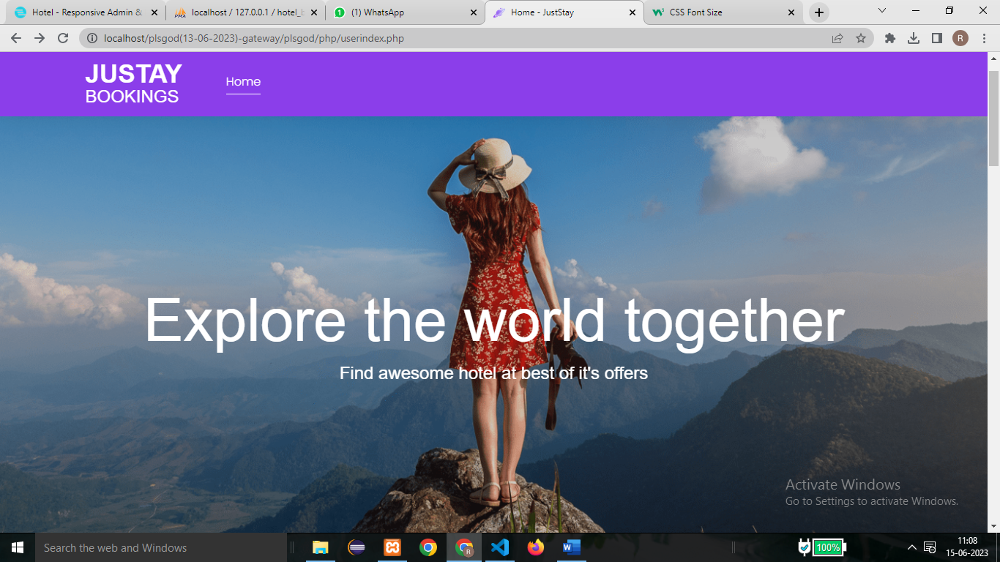 Hotel - Responsive Admin &
localhost / 127.0.0.1 / hotel_b
(1) WhatsApp
Home - JustStay
CSS Font Size
localhost/plsgod(13-06-2023)-gateway/plsgod/php/userindex.php
R
JUSTAY
BOOKINGS
Home
Explore the world together
Find awesome hotel at best of it's offers
Activate Windows
Go to Settings to activate Windows.
Search the web and Windows
R
100%
11:08
15-06-2023